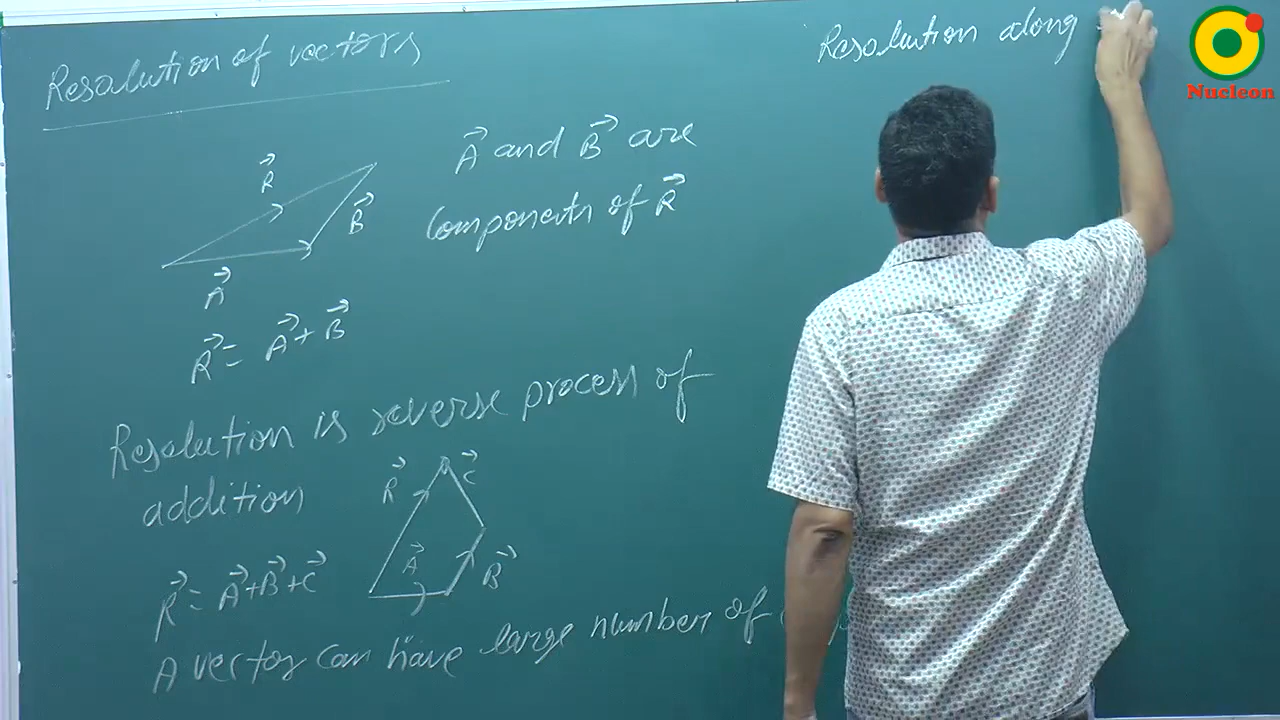 Resolution of vectors
R⃗
B⃗
A⃗
R⃗ = A⃗ + B⃗
A⃗ and B⃗ are
components of R⃗
Resolution is reverse process of
addition
R⃗
C⃗
A⃗
B⃗
R⃗ = A⃗+B⃗+C⃗
A vector can have large number of
Resolution along
Nucleon